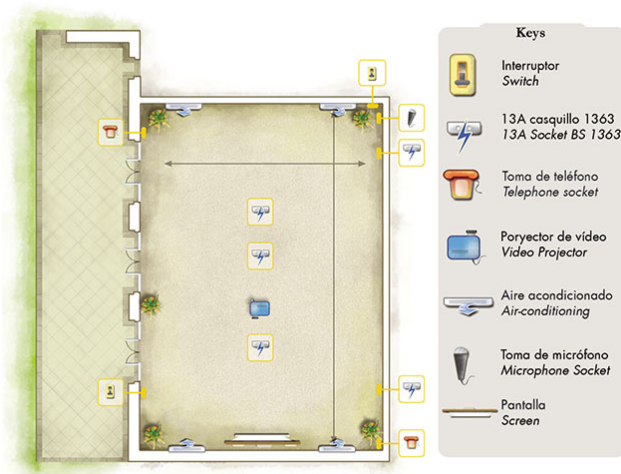 Keys
Interruptor
Switch
13A casquillo 1363
13A Socket BS 1363
Toma de teléfono
Telephone socket
Poryector de vídeo
Video Projector
Aire acondicionado
Air-conditioning
Toma de micrófono
Microphone Socket
Pantalla
Screen